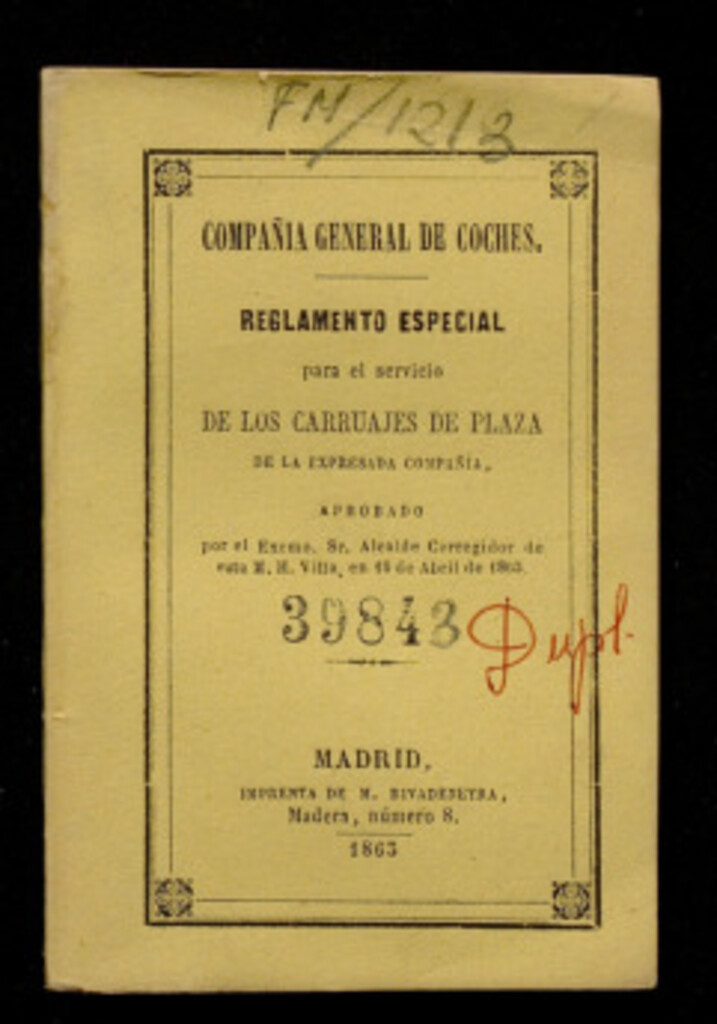 FM/1213
COMPAÑIA GENERAL DE COCHES.
REGLAMENTO ESPECIAL
para el servicio
DE LOS CARRUAJES DE PLAZA
DE LA EXPRESADA COMPAÑÍA,
APROBADO
por el Excmo. Sr. Alcalde Corregidor de
esta M. H. Villa, en de Abril de 1863.
39843
Dupl.
MADRID,
IMPRENTA DE M. RIVADENEYRA,
Madera, número 8.
1863